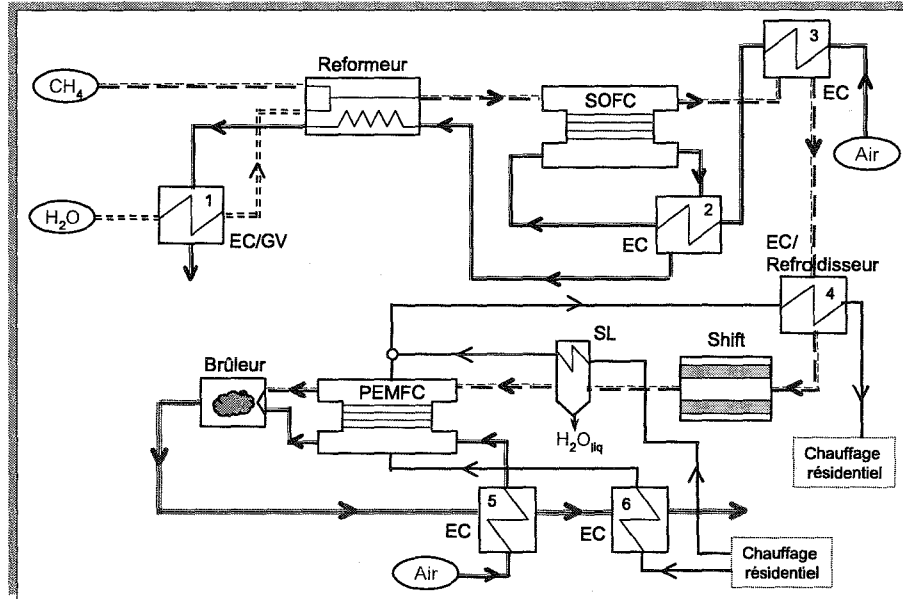 3
Reformeur
CH4
SOFC
EC
Air
1
2
H2O
EC/GV
EC
EC/
Refroidisseur
4
SL
Shift
Brûleur
PEMFC
H2Oliq
Chauffage
résidentiel
5
6
EC
EC
Chauffage
résidentiel
Air